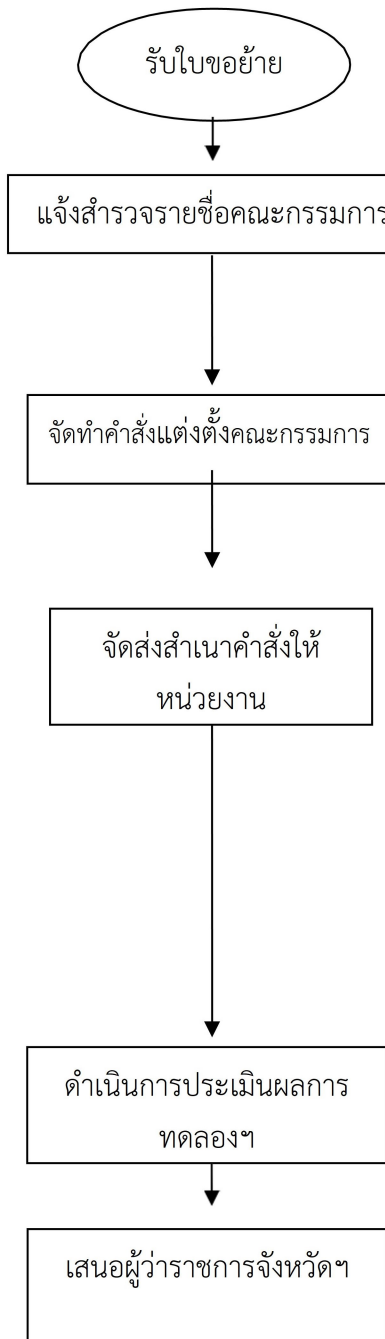 รับใบขอย้าย
แจ้งสำรวจรายชื่อคณะกรรมการ
จัดทำคำสั่งแต่งตั้งคณะกรรมการ
จัดส่งสำเนาคำสั่งให้
หน่วยงาน
ดำเนินการประเมินผลการ
ทดลองฯ
เสนอผู้ว่าราชการจังหวัดฯ